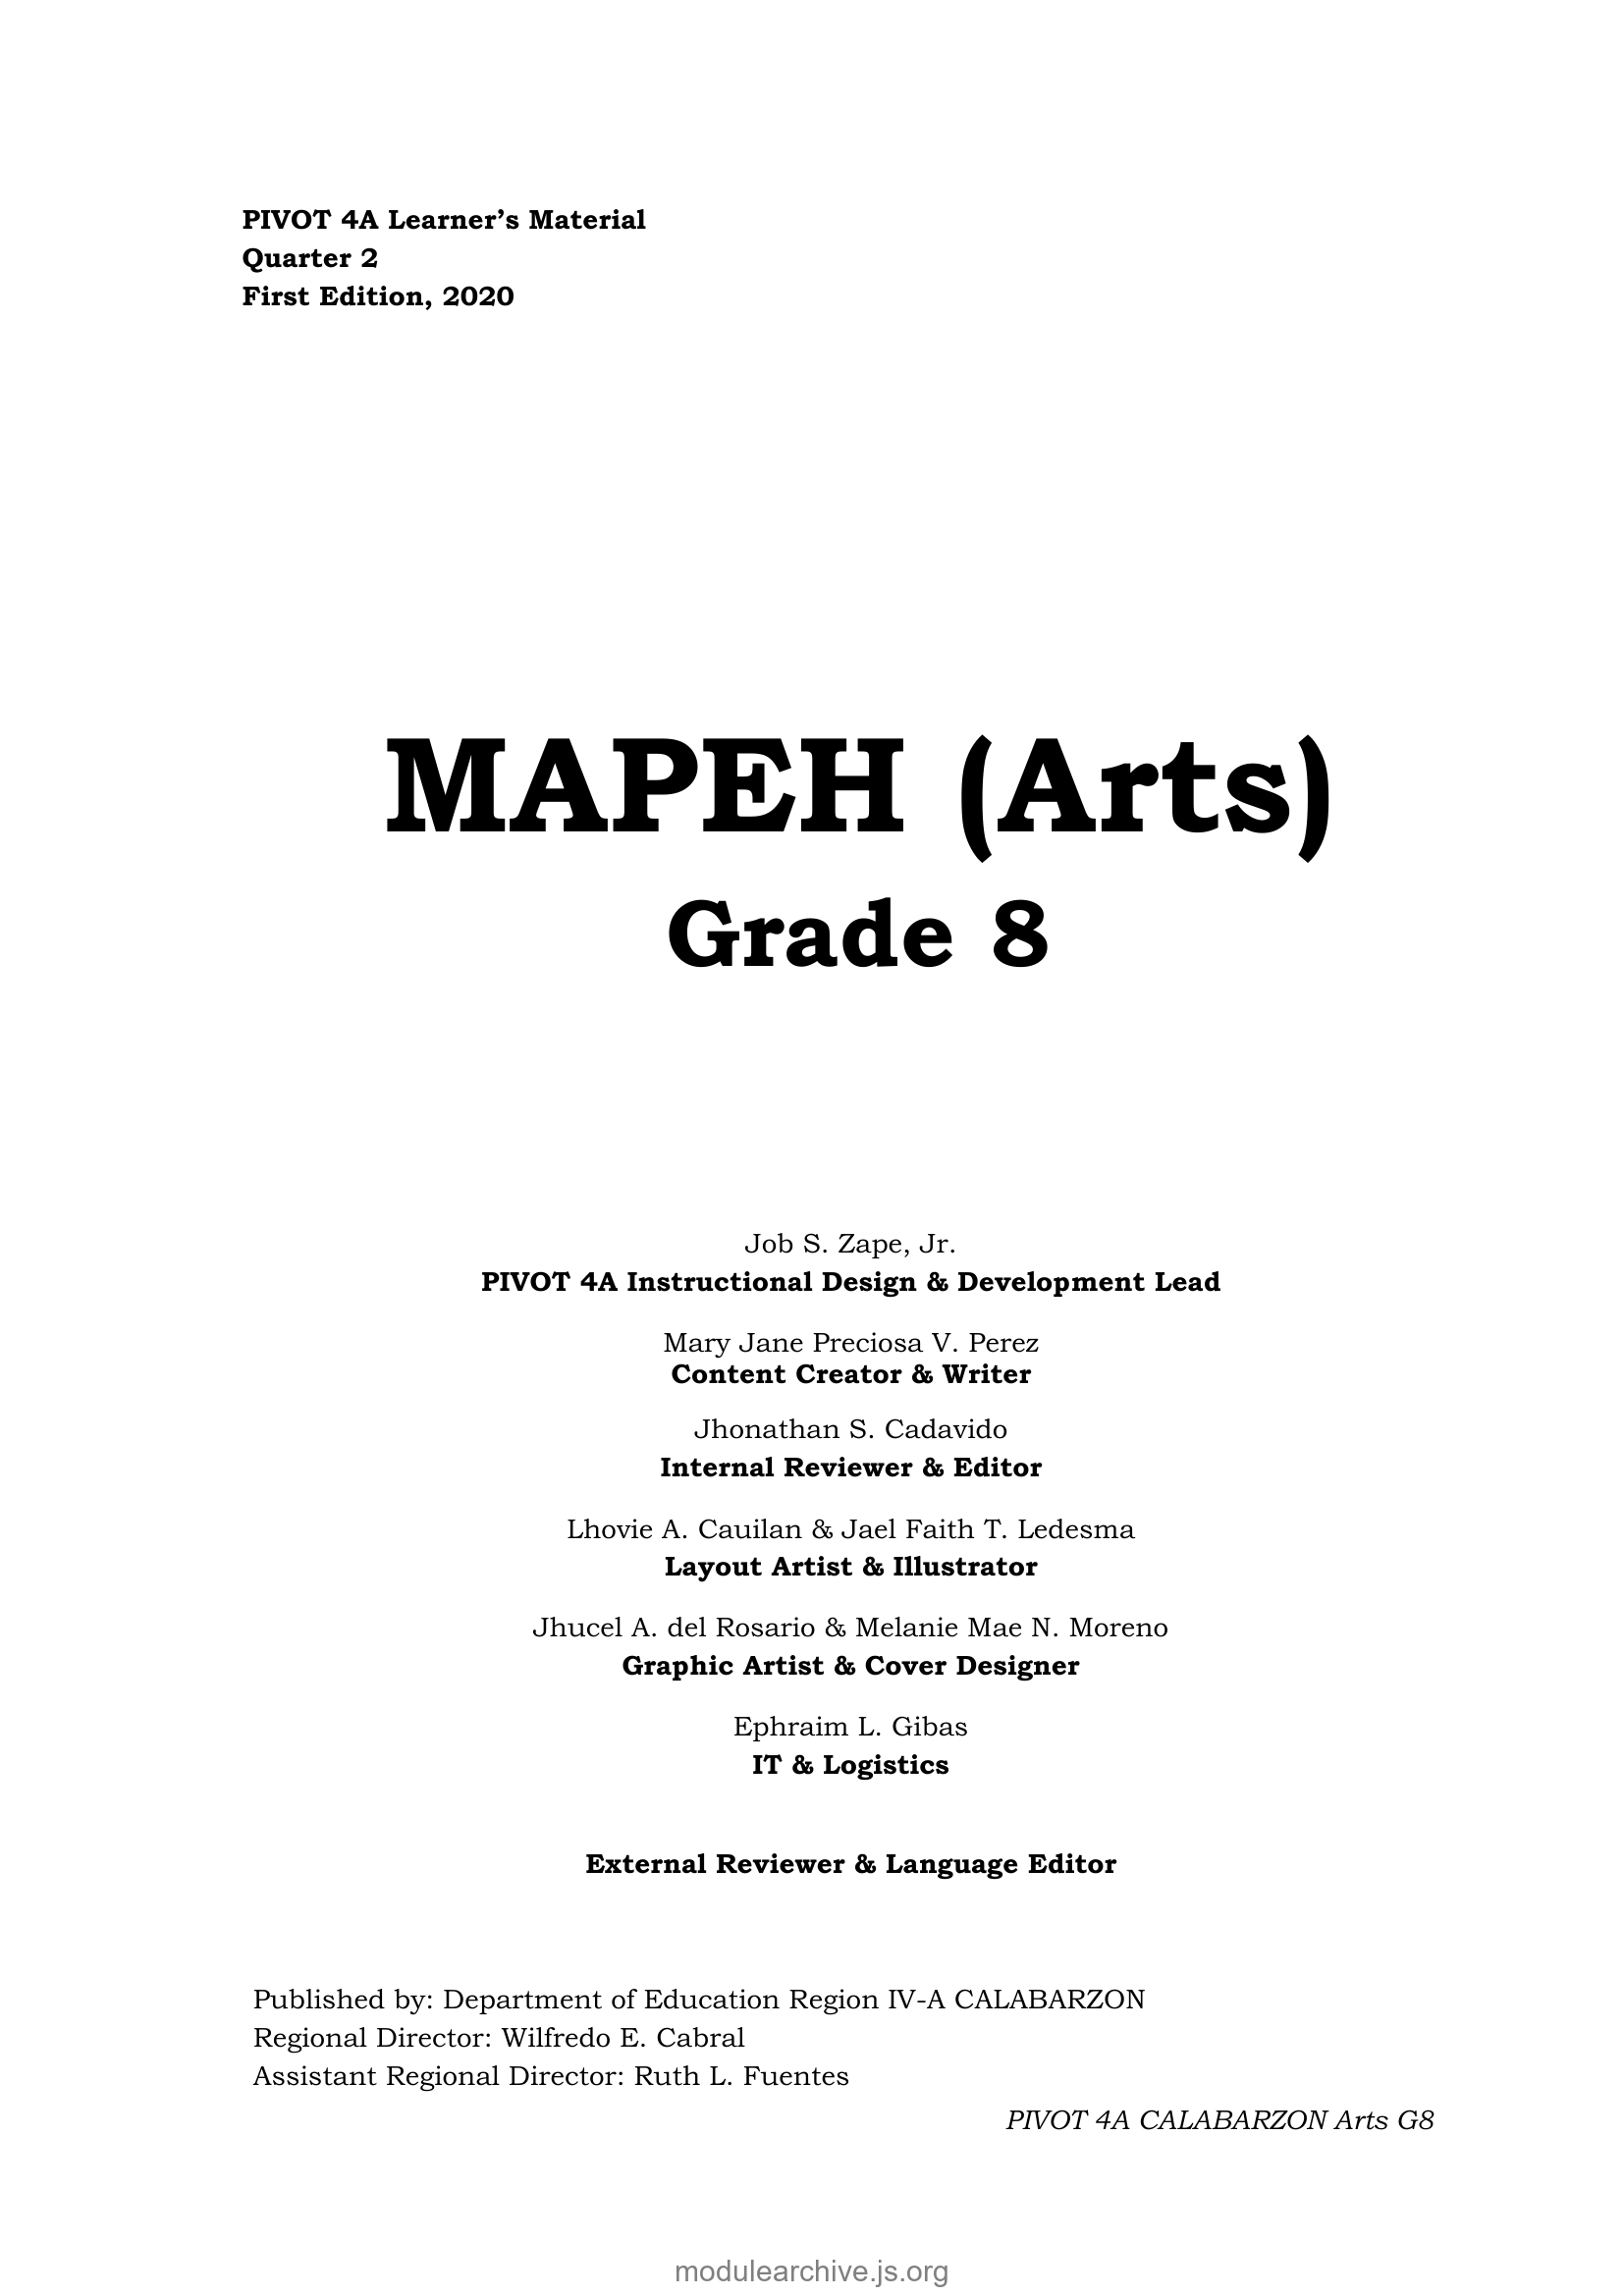 PIVOT 4A Learner’s Material
Quarter 2
First Edition, 2020
MAPEH (Arts)
Grade 8
Job S. Zape, Jr.
PIVOT 4A Instructional Design & Development Lead
Mary Jane Preciosa V. Perez
Content Creator & Writer
Jhonathan S. Cadavido
Internal Reviewer & Editor
Lhovie A. Cauilan & Jael Faith T. Ledesma
Layout Artist & Illustrator
Jhucel A. del Rosario & Melanie Mae N. Moreno
Graphic Artist & Cover Designer
Ephraim L. Gibas
IT & Logistics
External Reviewer & Language Editor
Published by: Department of Education Region IV-A CALABARZON
Regional Director: Wilfredo E. Cabral
Assistant Regional Director: Ruth L. Fuentes
PIVOT 4A CALABARZON Arts G8
modulearchive.js.org